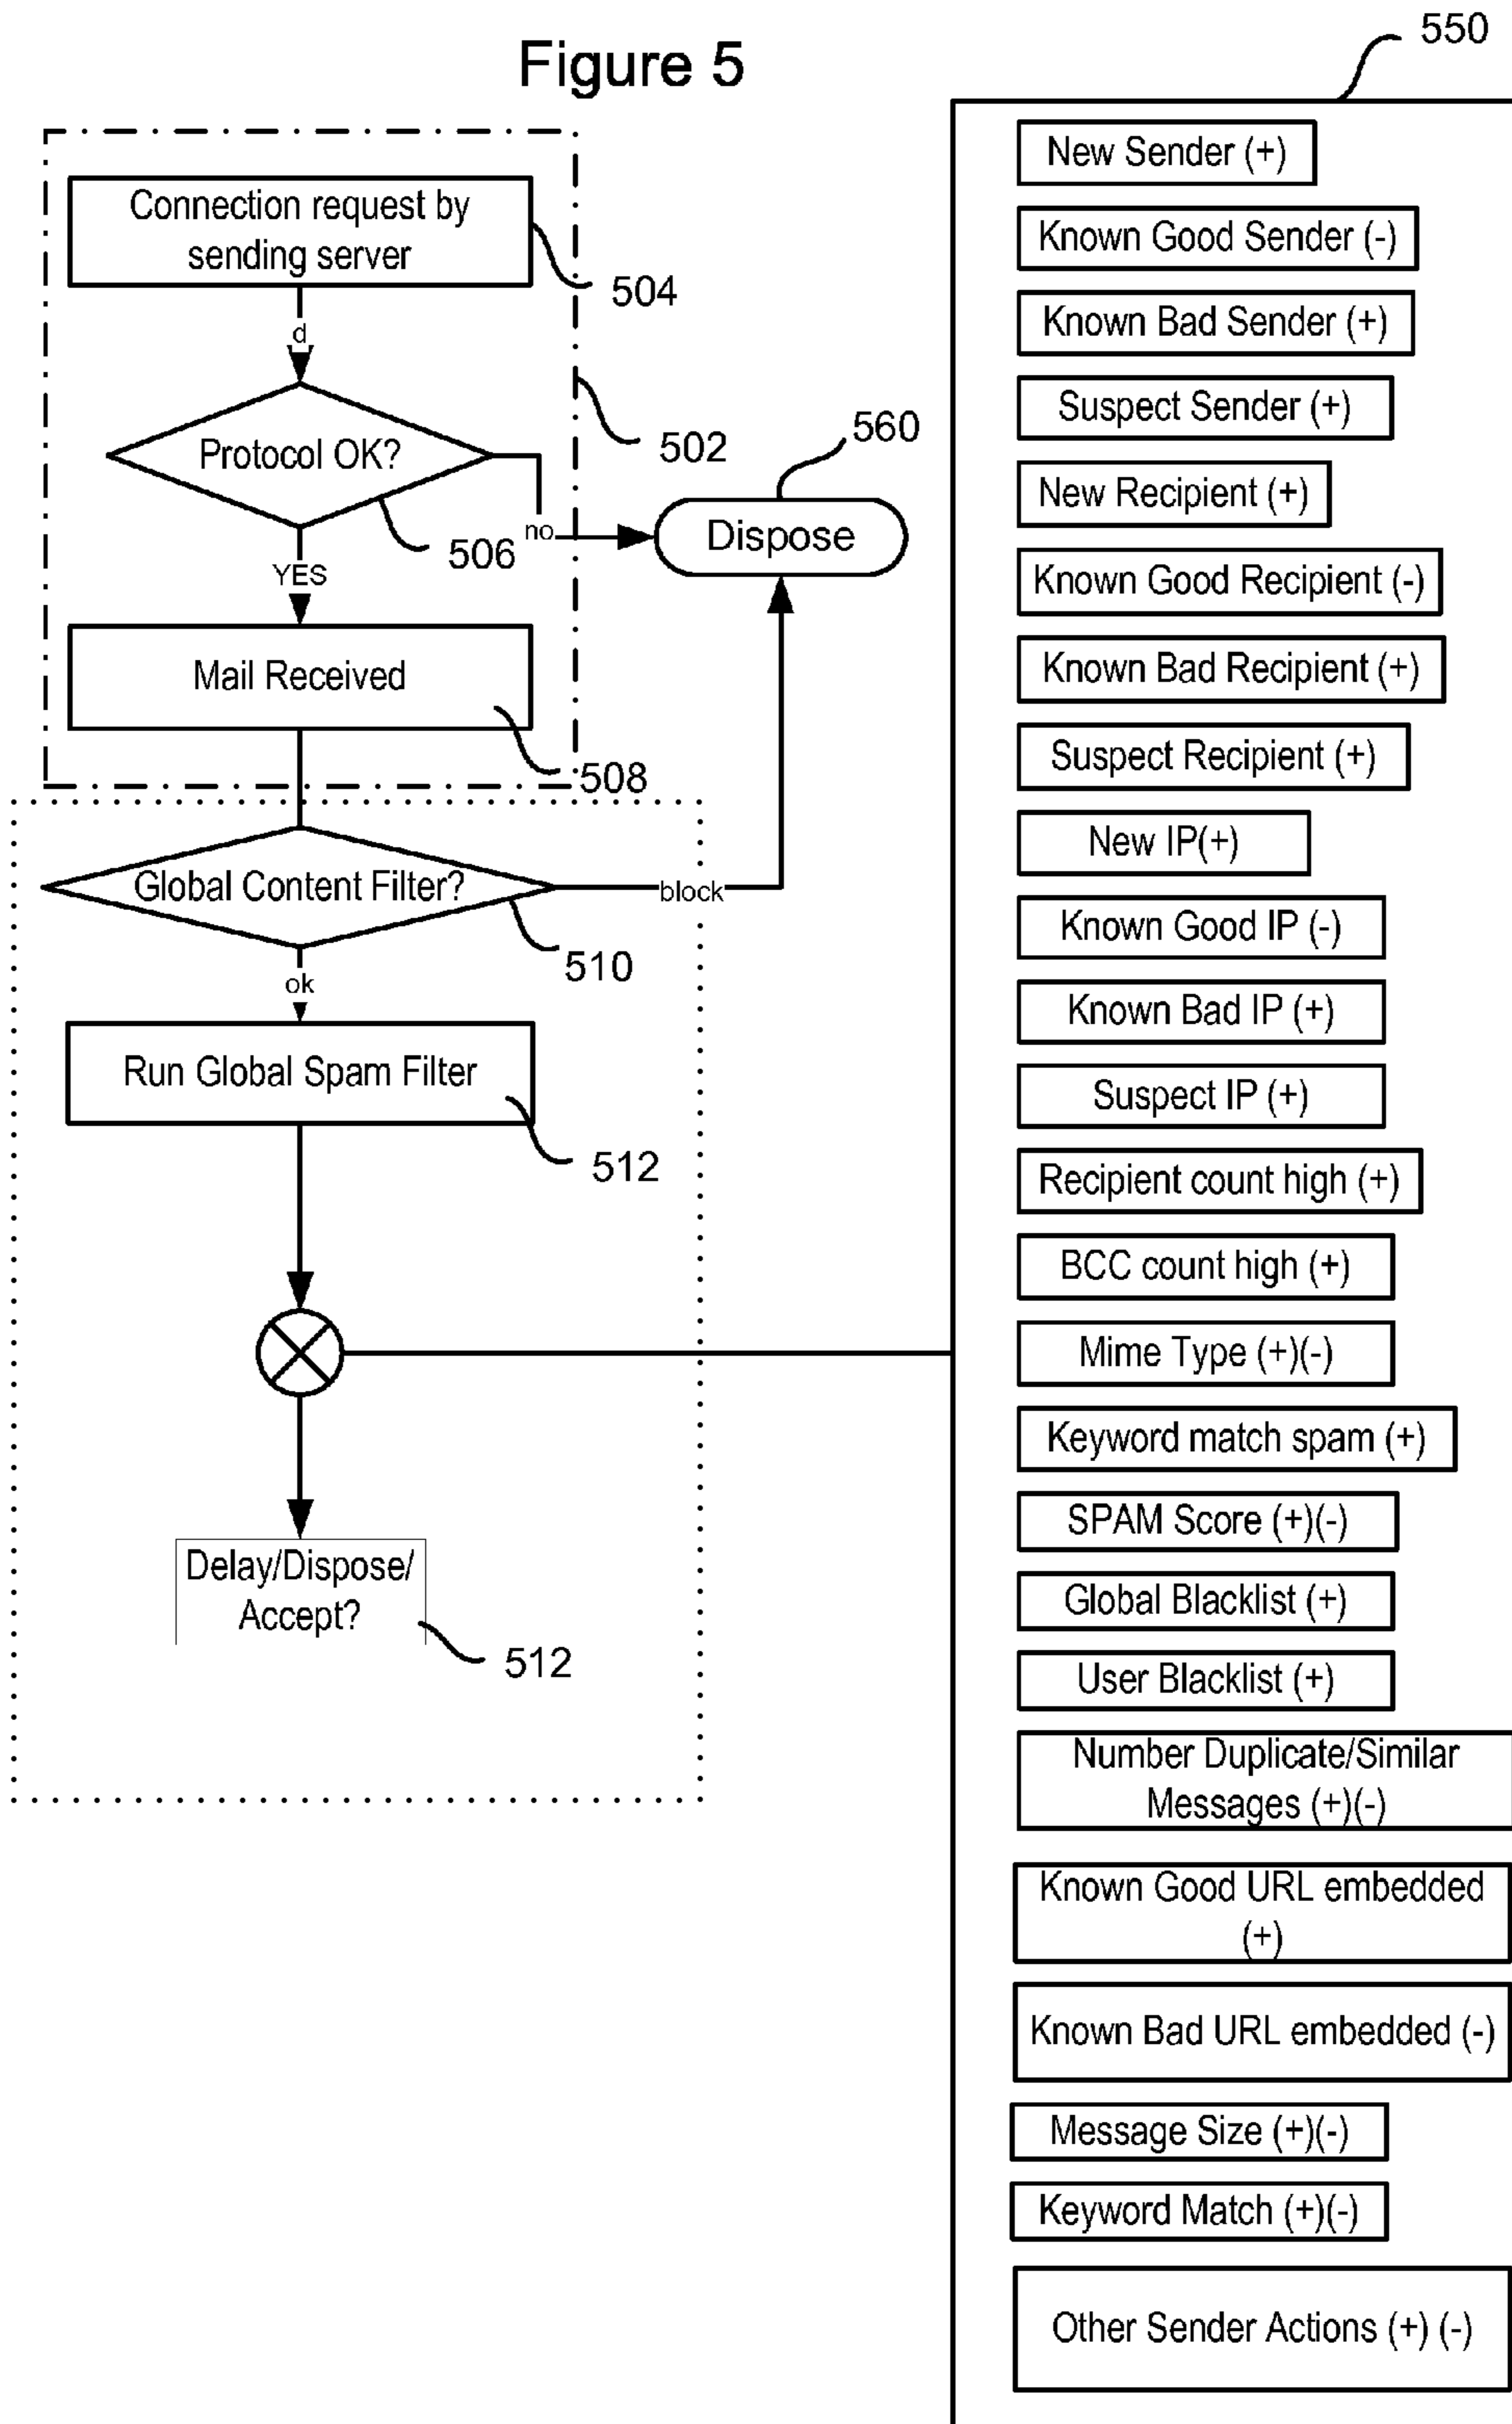 Figure 5
550
Connection request by
sending server
504
d
Protocol OK?
502
506
no
560
Dispose
YES
Mail Received
508
Global Content Filter?
block
510
ok
Run Global Spam Filter
512
Delay/Dispose/
Accept?
512
New Sender (+)
Known Good Sender (-)
Known Bad Sender (+)
Suspect Sender (+)
New Recipient (+)
Known Good Recipient (-)
Known Bad Recipient (+)
Suspect Recipient (+)
New IP(+)
Known Good IP (-)
Known Bad IP (+)
Suspect IP (+)
Recipient count high (+)
BCC count high (+)
Mime Type (+)(-)
Keyword match spam (+)
SPAM Score (+)(-)
Global Blacklist (+)
User Blacklist (+)
Number Duplicate/Similar
Messages (+)(-)
Known Good URL embedded
(+)
Known Bad URL embedded (-)
Message Size (+)(-)
Keyword Match (+)(-)
Other Sender Actions (+) (-)